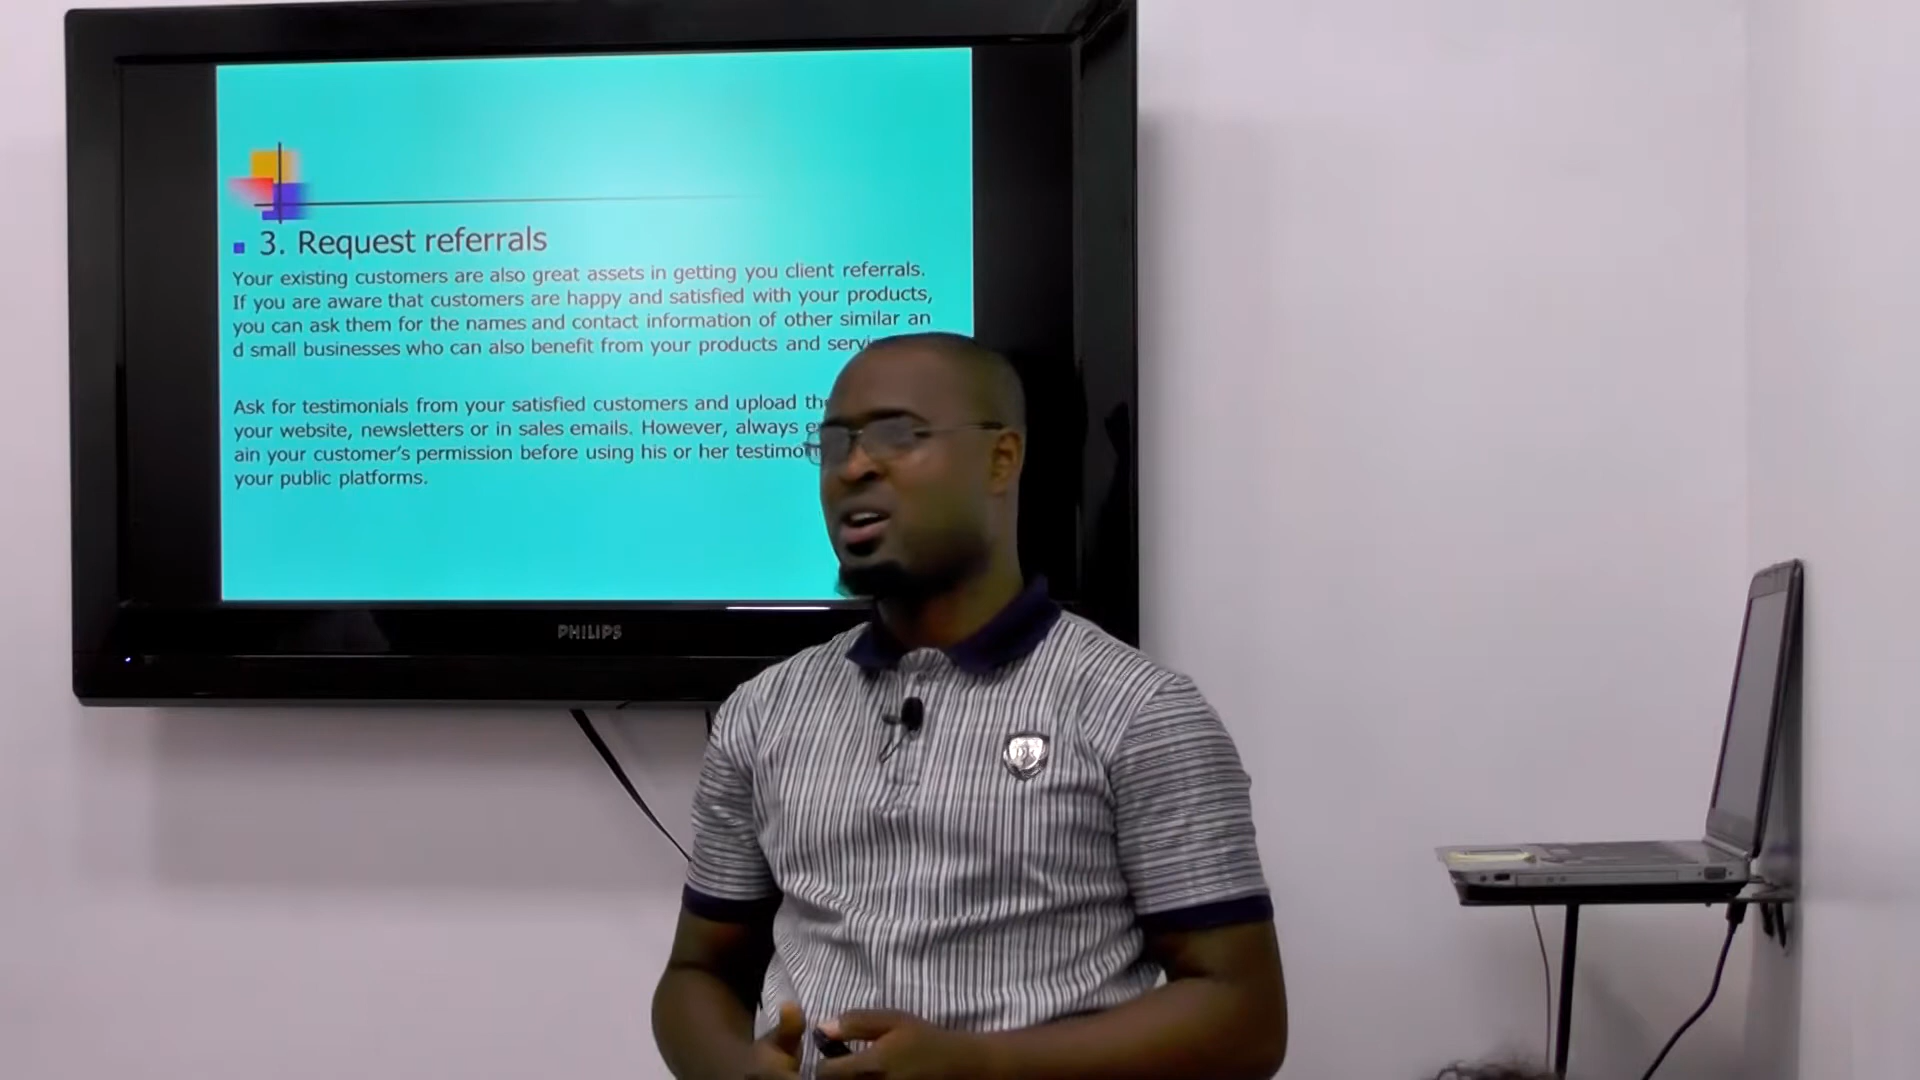 3. Request referrals
Your existing customers are also great assets in getting you client referrals.
If you are aware that customers are happy and satisfied with your products,
you can ask them for the names and contact information of other similar an
d small businesses who can also benefit from your products and
Ask for testimonials from your satisfied customers and upload
your website, newsletters or in sales emails. However, always
ain your customer's permission before using his or her
your public platforms.
PHILIPS